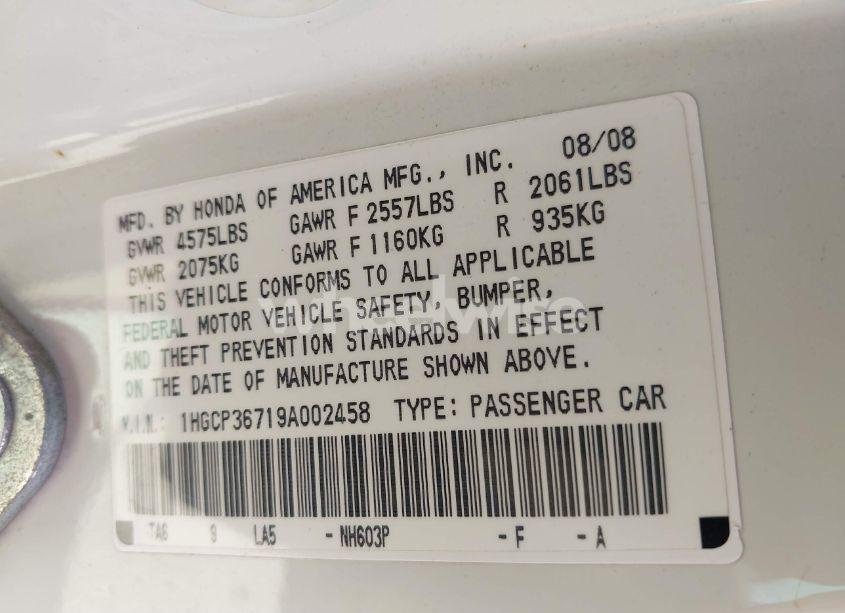 MFD. BY HONDA OF AMERICA MFG., INC. 08/08
GVWR 4575LBS GAWR F 2557LBS R 2061LBS
GVWR 2075KG GAWR F 1160KG R 935KG
THIS VEHICLE CONFORMS TO ALL APPLICABLE
FEDERAL MOTOR VEHICLE SAFETY, BUMPER,
AND THEFT PREVENTION STANDARDS IN EFFECT
ON THE DATE OF MANUFACTURE SHOWN ABOVE.
V.I.N.: 1HGCP36719A002458 TYPE: PASSENGER CAR
TA6 9 LA5 -NH603P -F -A
wheelwire